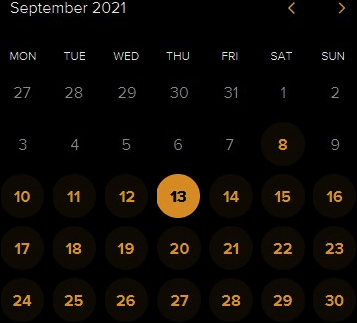 September 2021
MON TUE WED THU FRI SAT SUN
27 28 29 30 31 1 2
3 4 5 6 7 8 9
10 11 12 13 14 15 16
17 18 19 20 21 22 23
24 25 26 27 28 29 30